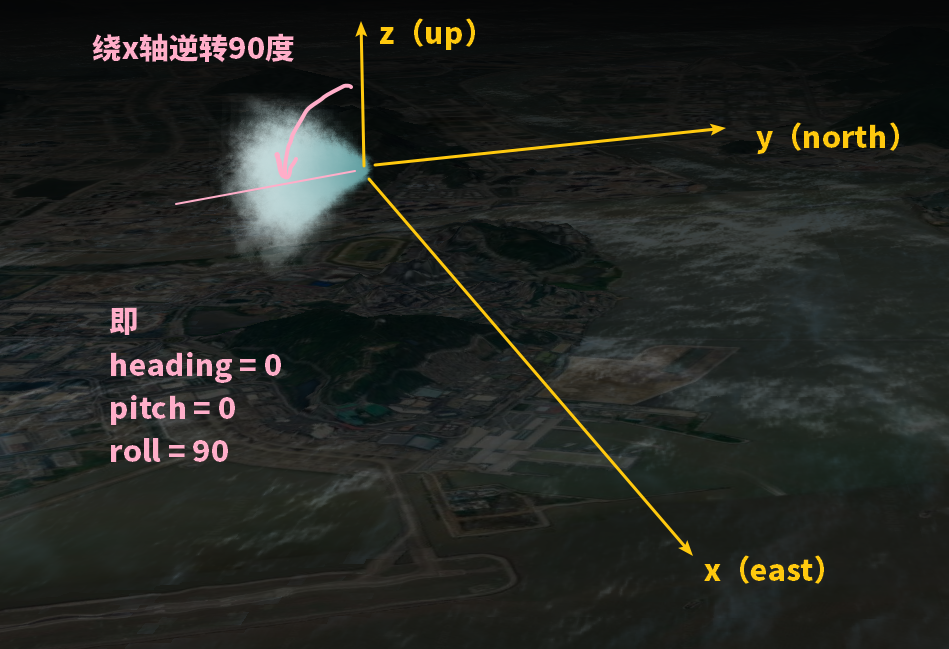 绕x轴逆转90度
z（up）
y（north）
即
heading = 0
pitch = 0
roll = 90
x（east）